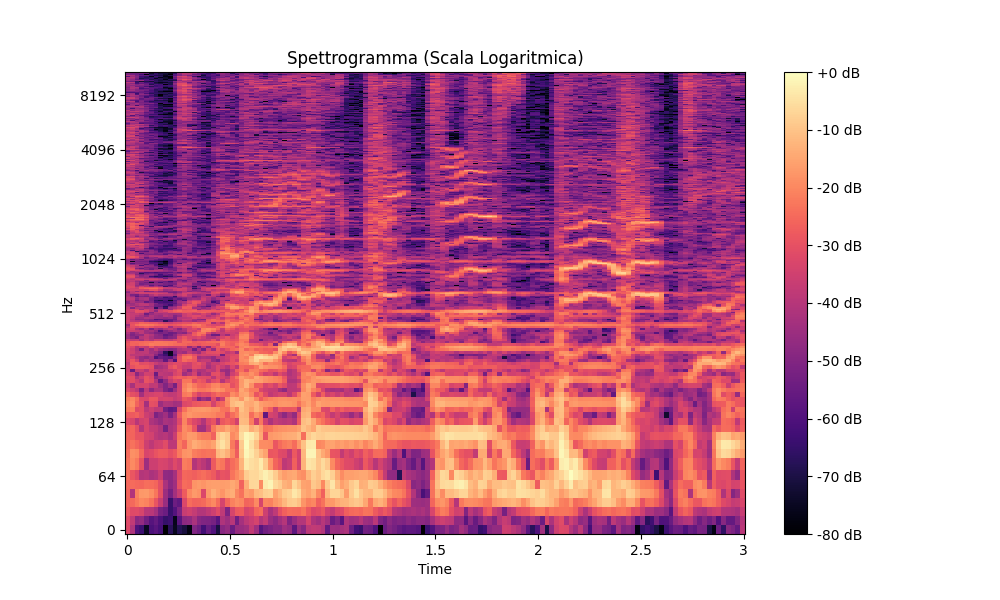 Spettrogramma (Scala Logaritmica)
Hz
8192
4096
2048
1024
512
256
128
64
0
0 0.5 1 1.5 2 2.5 3
Time
+0 dB
-10 dB
-20 dB
-30 dB
-40 dB
-50 dB
-60 dB
-70 dB
-80 dB